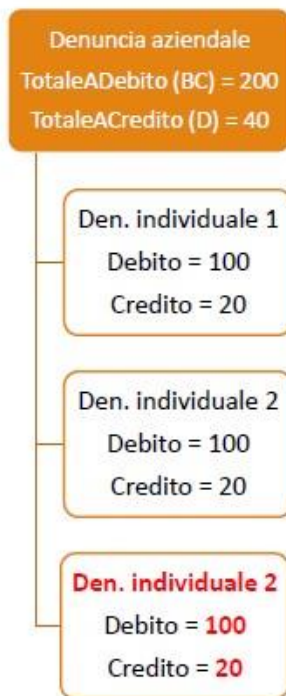 Denuncia aziendale
TotaleADebito (BC) = 200
TotaleACredito (D) = 40
Den. individuale 1
Debito = 100
Credito = 20
Den. individuale 2
Debito = 100
Credito = 20
Den. individuale 2
Debito = 100
Credito = 20